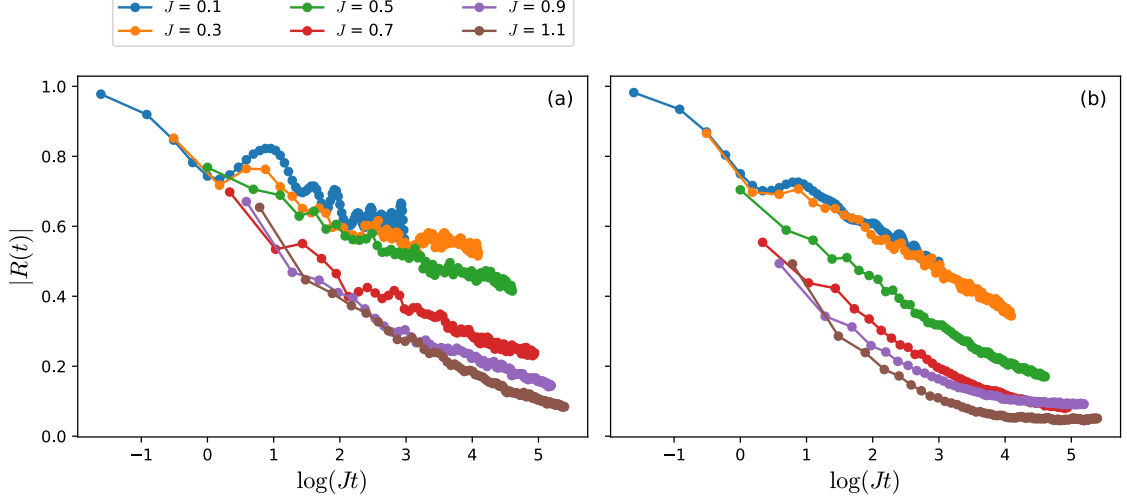 J = 0.1 J = 0.5 J = 0.9
J = 0.3 J = 0.7 J = 1.1
(a) (b)
|R(t)|
1.0
0.8
0.6
0.4
0.2
0.0
−1 0 1 2 3 4 5 −1 0 1 2 3 4 5
log(Jt) log(Jt)